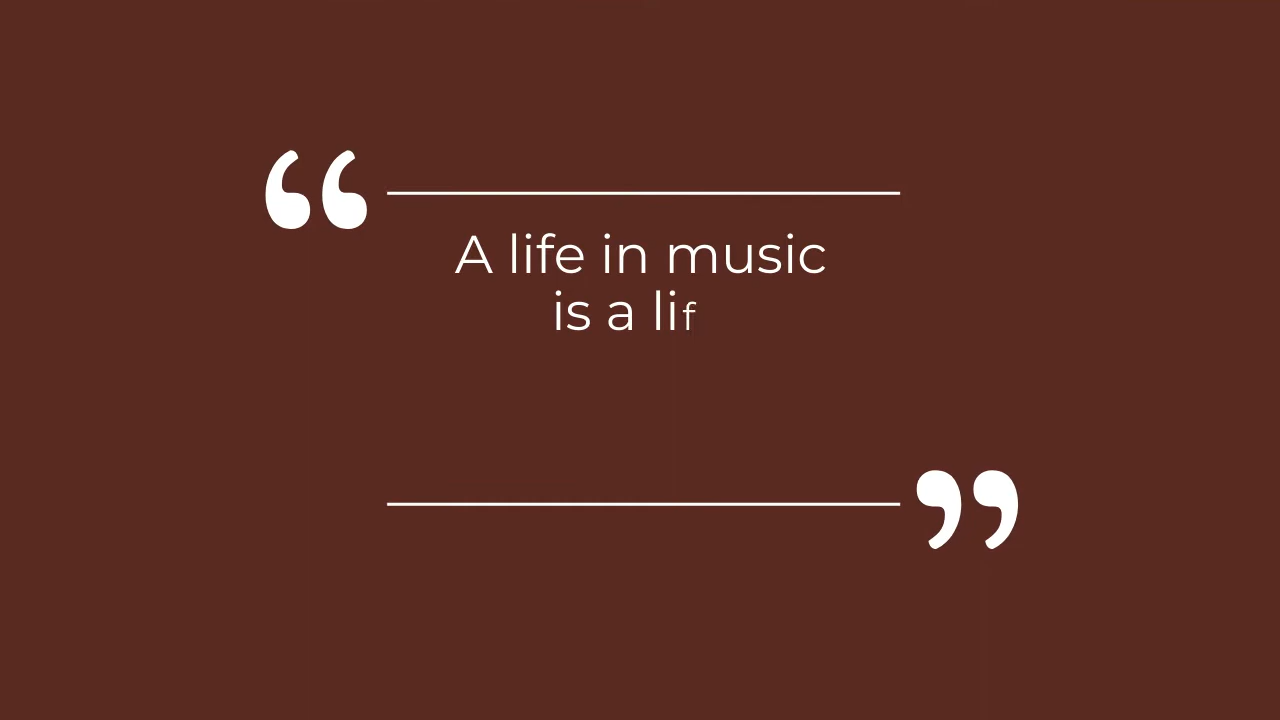 “
A life in music
is a lif
”